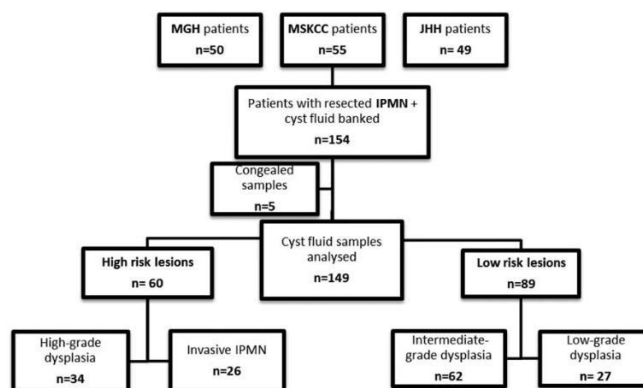 MGH patients
n=50
MSKCC patients
n=55
JHH patients
n= 49
Patients with resected IPMN +
cyst fluid banked
n=154
Congealed
samples
n=5
Cyst fluid samples
analysed
n=149
High risk lesions
n= 60
Low risk lesions
n=89
High-grade
dysplasia
n=34
Invasive IPMN
n=26
Intermediate-
grade dysplasia
n=62
Low-grade
dysplasia
n= 27